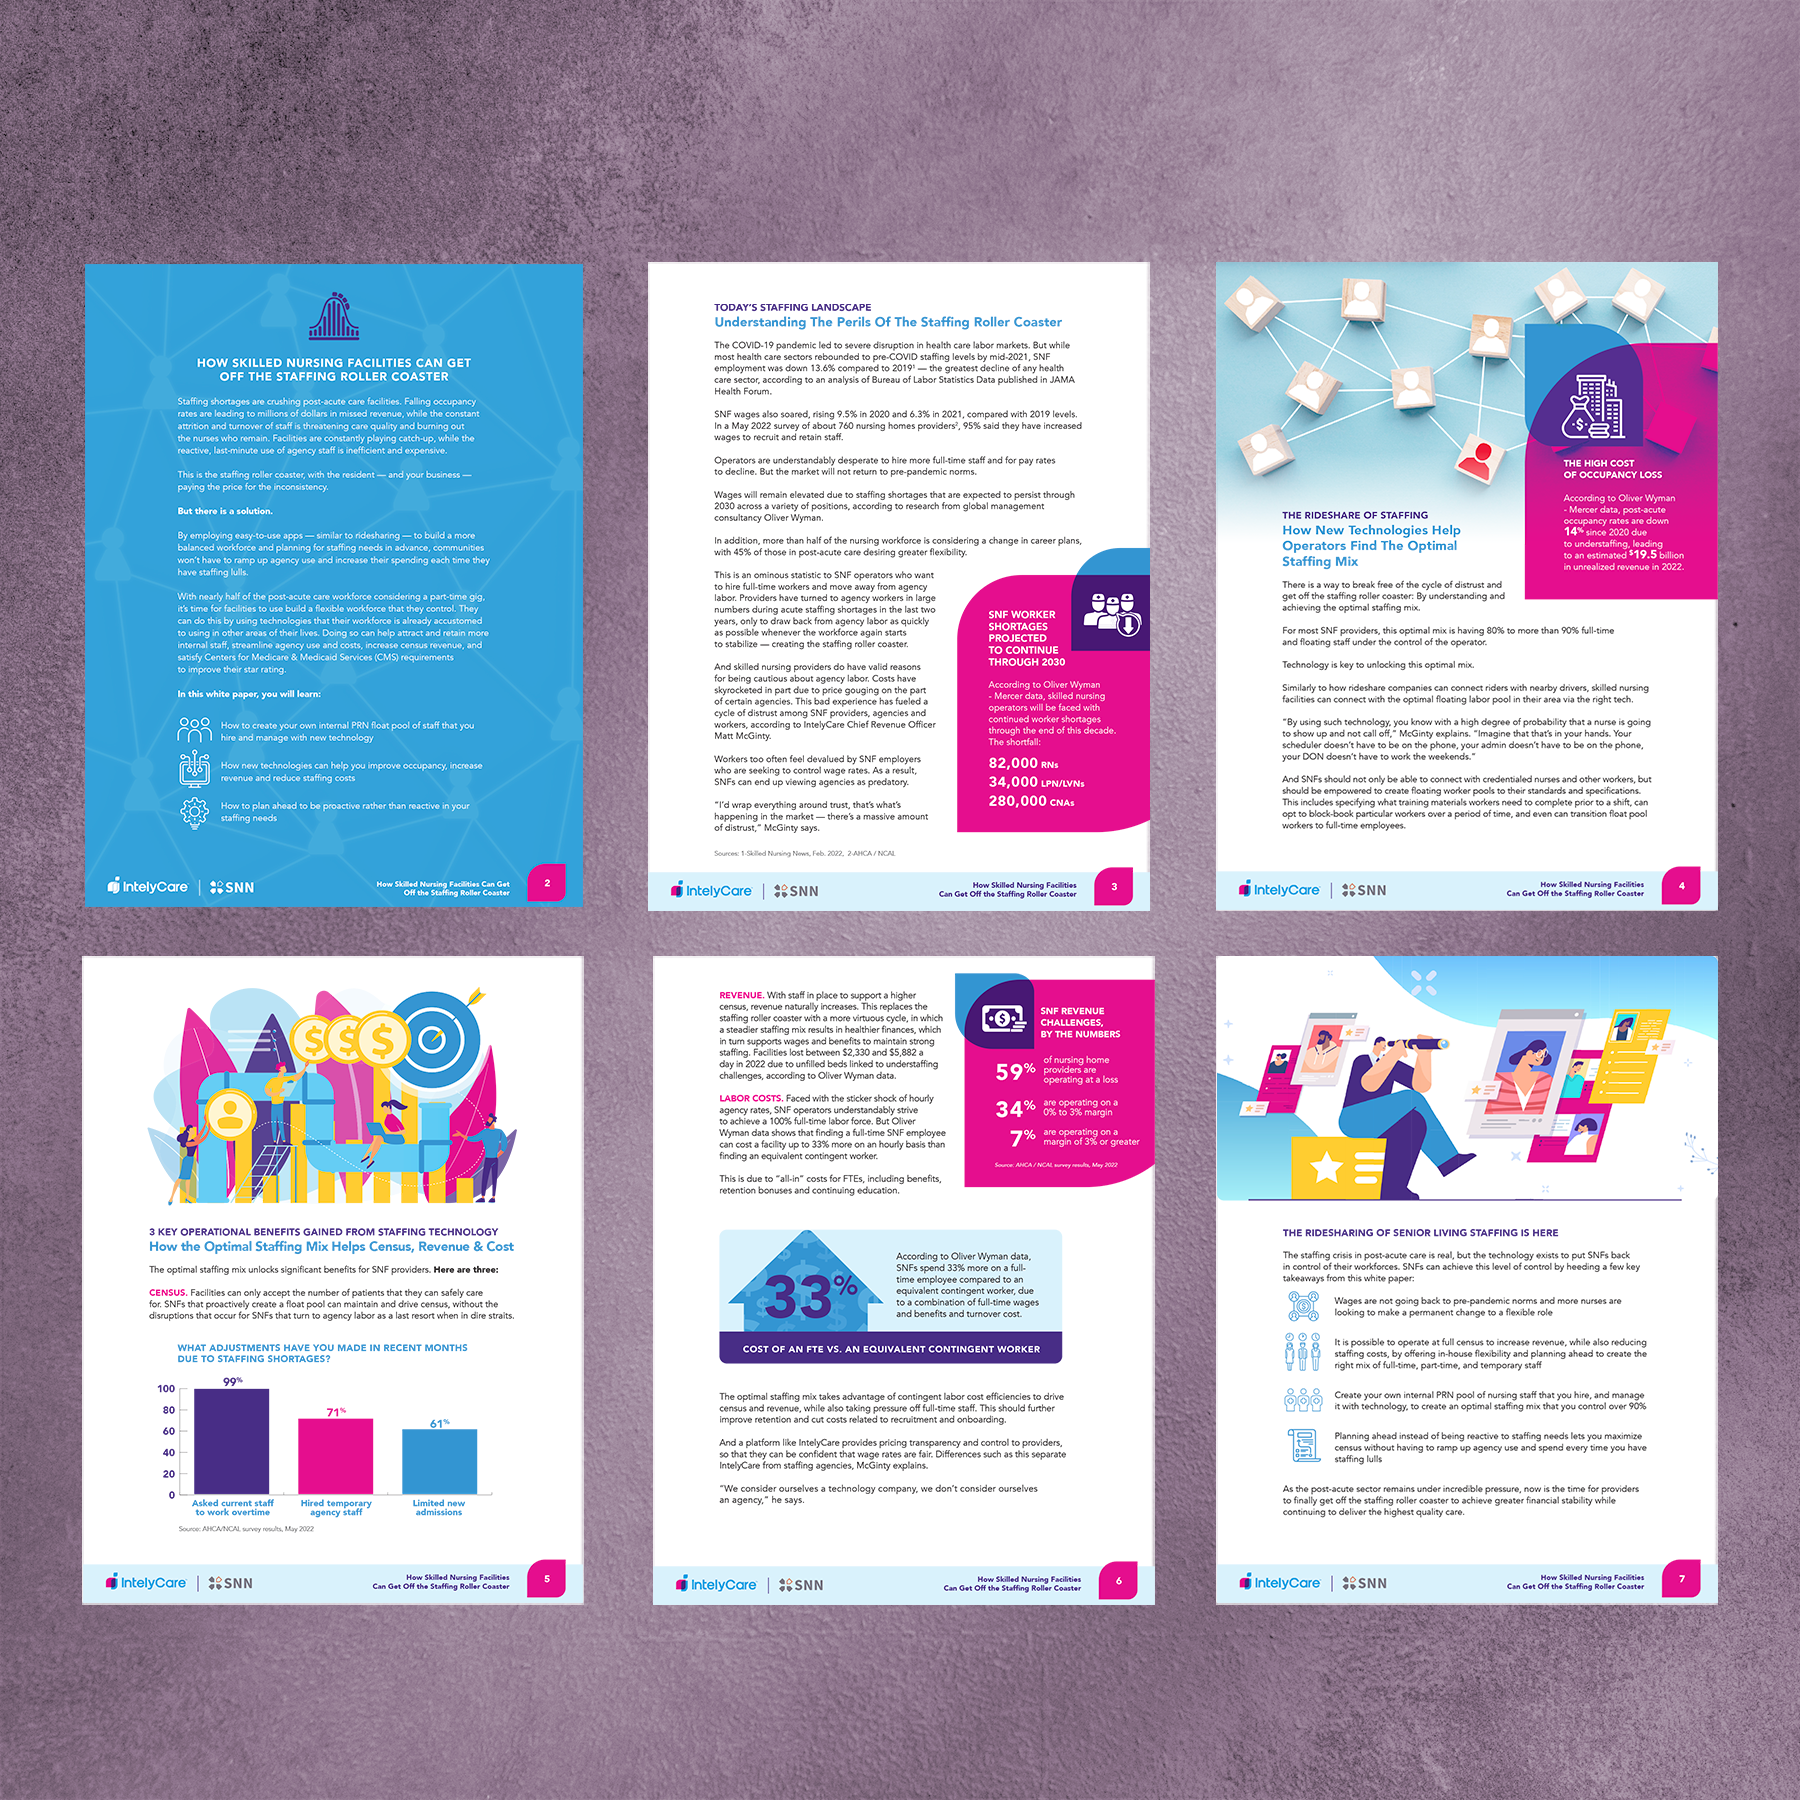 HOW SKILLED NURSING FACILITIES CAN GET
OFF THE STAFFING ROLLER COASTER
Staffing shortages are crushing post-acute care facilities. Falling occupancy
rates are leading to millions of dollars in missed revenue, while the constant
attrition and turnover of staff is threatening care quality and burning out
the nurses who remain. Facilities are constantly playing catch-up, while the
reactive, last-minute use of agency staff is inefficient and expensive.
This is the staffing roller coaster, with the resident — and your business —
paying the price for the inconsistency.
But there is a solution.
By employing easy-to-use apps — similar to ridesharing — to build a more
balanced workforce and planning for staffing needs in advance, communities
won't have to ramp up agency use and increase their spending each time they
have staffing lulls.
With nearly half of the post-acute care workforce considering a part-time gig,
it's time for facilities to use build a flexible workforce that they control. They
can do this by using technologies that their workforce is already accustomed
to using in other areas of their lives. Doing so can help attract and retain more
internal staff, streamline agency use and costs, increase census revenue, and
satisfy Centers for Medicare & Medicaid Services (CMS) requirements
to improve their star rating.
In this white paper, you will learn:
How to create your own internal PRN float pool of staff that you
hire and manage with new technology
How new technologies can help you improve occupancy, increase
revenue and reduce staffing costs
How to plan ahead to be proactive rather than reactive in your
staffing needs
IntelyCare | SNN
How Skilled Nursing Facilities Can Get
Off the Staffing Roller Coaster
2
TODAY'S STAFFING LANDSCAPE
Understanding The Perils Of The Staffing Roller Coaster
The COVID-19 pandemic led to severe disruption in health care labor markets. But while
most health care sectors rebounded to pre-COVID staffing levels by mid-2021, SNF
employment was down 13.6% compared to 2019¹ — the greatest decline of any health
care sector, according to an analysis of Bureau of Labor Statistics Data published in JAMA
Health Forum.
SNF wages also soared, rising 9.5% in 2020 and 6.3% in 2021, compared with 2019 levels.
In a May 2022 survey of about 760 nursing homes providers², 95% said they have increased
wages to recruit and retain staff.
Operators are understandably desperate to hire more full-time staff and for pay rates
to decline. But the market will not return to pre-pandemic norms.
Wages will remain elevated due to staffing shortages that are expected to persist through
2030 across a variety of positions, according to research from global management
consultancy Oliver Wyman.
In addition, more than half of the nursing workforce is considering a change in career plans,
with 45% of those in post-acute care desiring greater flexibility.
This is an ominous statistic to SNF operators who want
to hire full-time workers and move away from agency
labor. Providers have turned to agency workers in large
numbers during acute staffing shortages in the last two
years, only to draw back from agency labor as quickly
as possible whenever the workforce again starts
to stabilize — creating the staffing roller coaster.
And skilled nursing providers do have valid reasons
for being cautious about agency labor. Costs have
skyrocketed in part due to price gouging on the part
of certain agencies. This bad experience has fueled a
cycle of distrust among SNF providers, agencies and
workers, according to IntelyCare Chief Revenue Officer
Matt McGinty.
Workers too often feel devalued by SNF employers
who are seeking to control wage rates. As a result,
SNFs can end up viewing agencies as predatory.
"I'd wrap everything around trust, that's what's
happening in the market — there's a massive amount
of distrust," McGinty says.
SNF WORKER
SHORTAGES
PROJECTED
TO CONTINUE
THROUGH 2030
According to Oliver Wyman
- Mercer data, skilled nursing
operators will be faced with
continued worker shortages
through the end of this decade.
The shortfall:
82,000 RNs
34,000 LPN/LVNs
280,000 CNAs
Sources: 1-Skilled Nursing News, Feb. 2022, 2-AHCA / NCAL
IntelyCare | SNN
How Skilled Nursing Facilities
Can Get Off the Staffing Roller Coaster
3
THE HIGH COST
OF OCCUPANCY LOSS
According to Oliver Wyman
- Mercer data, post-acute
occupancy rates are down
14% since 2020 due
to understaffing, leading
to an estimated $19.5 billion
in unrealized revenue in 2022.
THE RIDESHARE OF STAFFING
How New Technologies Help
Operators Find The Optimal
Staffing Mix
There is a way to break free of the cycle of distrust and
get off the staffing roller coaster: By understanding and
achieving the optimal staffing mix.
For most SNF providers, this optimal mix is having 80% to more than 90% full-time
and floating staff under the control of the operator.
Technology is key to unlocking this optimal mix.
Similarly to how rideshare companies can connect riders with nearby drivers, skilled nursing
facilities can connect with the optimal floating labor pool in their area via the right tech.
"By using such technology, you know with a high degree of probability that a nurse is going
to show up and not call off," McGinty explains. "Imagine that that's in your hands. Your
scheduler doesn't have to be on the phone, your admin doesn't have to be on the phone,
your DON doesn't have to work the weekends."
And SNFs should not only be able to connect with credentialed nurses and other workers, but
should be empowered to create floating worker pools to their standards and specifications.
This includes specifying what training materials workers need to complete prior to a shift, can
opt to block-book particular workers over a period of time, and even can transition float pool
workers to full-time employees.
IntelyCare | SNN
How Skilled Nursing Facilities
Can Get Off the Staffing Roller Coaster
4
3 KEY OPERATIONAL BENEFITS GAINED FROM STAFFING TECHNOLOGY
How the Optimal Staffing Mix Helps Census, Revenue & Cost
The optimal staffing mix unlocks significant benefits for SNF providers. Here are three:
CENSUS. Facilities can only accept the number of patients that they can safely care
for. SNFs that proactively create a float pool can maintain and drive census, without the
disruptions that occur for SNFs that turn to agency labor as a last resort when in dire straits.
WHAT ADJUSTMENTS HAVE YOU MADE IN RECENT MONTHS
DUE TO STAFFING SHORTAGES?
100
80
60
40
20
0
99%
71%
61%
Asked current staff
to work overtime
Hired temporary
agency staff
Limited new
admissions
Source: AHCA/NCAL survey results, May 2022
IntelyCare | SNN
How Skilled Nursing Facilities
Can Get Off the Staffing Roller Coaster
5
REVENUE. With staff in place to support a higher
census, revenue naturally increases. This replaces the
staffing roller coaster with a more virtuous cycle, in which
a steadier staffing mix results in healthier finances, which
in turn supports wages and benefits to maintain strong
staffing. Facilities lost between $2,330 and $5,882 a
day in 2022 due to unfilled beds linked to understaffing
challenges, according to Oliver Wyman data.
LABOR COSTS. Faced with the sticker shock of hourly
agency rates, SNF operators understandably strive
to achieve a 100% full-time labor force. But Oliver
Wyman data shows that finding a full-time SNF employee
can cost a facility up to 33% more on an hourly basis than
finding an equivalent contingent worker.
This is due to "all-in" costs for FTEs, including benefits,
retention bonuses and continuing education.
SNF REVENUE
CHALLENGES,
BY THE NUMBERS
59% of nursing home
providers are
operating at a loss
34% are operating on a
0% to 3% margin
7% are operating on a
margin of 3% or greater
Source: AHCA / NCAL survey results, May 2022
33%
According to Oliver Wyman data,
SNFs spend 33% more on a full-
time employee compared to an
equivalent contingent worker, due
to a combination of full-time wages
and benefits and turnover cost.
COST OF AN FTE VS. AN EQUIVALENT CONTINGENT WORKER
The optimal staffing mix takes advantage of contingent labor cost efficiencies to drive
census and revenue, while also taking pressure off full-time staff. This should further
improve retention and cut costs related to recruitment and onboarding.
And a platform like IntelyCare provides pricing transparency and control to providers,
so that they can be confident that wage rates are fair. Differences such as this separate
IntelyCare from staffing agencies, McGinty explains.
"We consider ourselves a technology company, we don't consider ourselves
an agency," he says.
IntelyCare | SNN
How Skilled Nursing Facilities
Can Get Off the Staffing Roller Coaster
6
THE RIDESHARING OF SENIOR LIVING STAFFING IS HERE
The staffing crisis in post-acute care is real, but the technology exists to put SNFs back
in control of their workforces. SNFs can achieve this level of control by heeding a few key
takeaways from this white paper:
Wages are not going back to pre-pandemic norms and more nurses are
looking to make a permanent change to a flexible role
It is possible to operate at full census to increase revenue, while also reducing
staffing costs, by offering in-house flexibility and planning ahead to create the
right mix of full-time, part-time, and temporary staff
Create your own internal PRN pool of nursing staff that you hire, and manage
it with technology, to create an optimal staffing mix that you control over 90%
Planning ahead instead of being reactive to staffing needs lets you maximize
census without having to ramp up agency use and spend every time you have
staffing lulls
As the post-acute sector remains under incredible pressure, now is the time for providers
to finally get off the staffing roller coaster to achieve greater financial stability while
continuing to deliver the highest quality care.
IntelyCare | SNN
How Skilled Nursing Facilities
Can Get Off the Staffing Roller Coaster
7